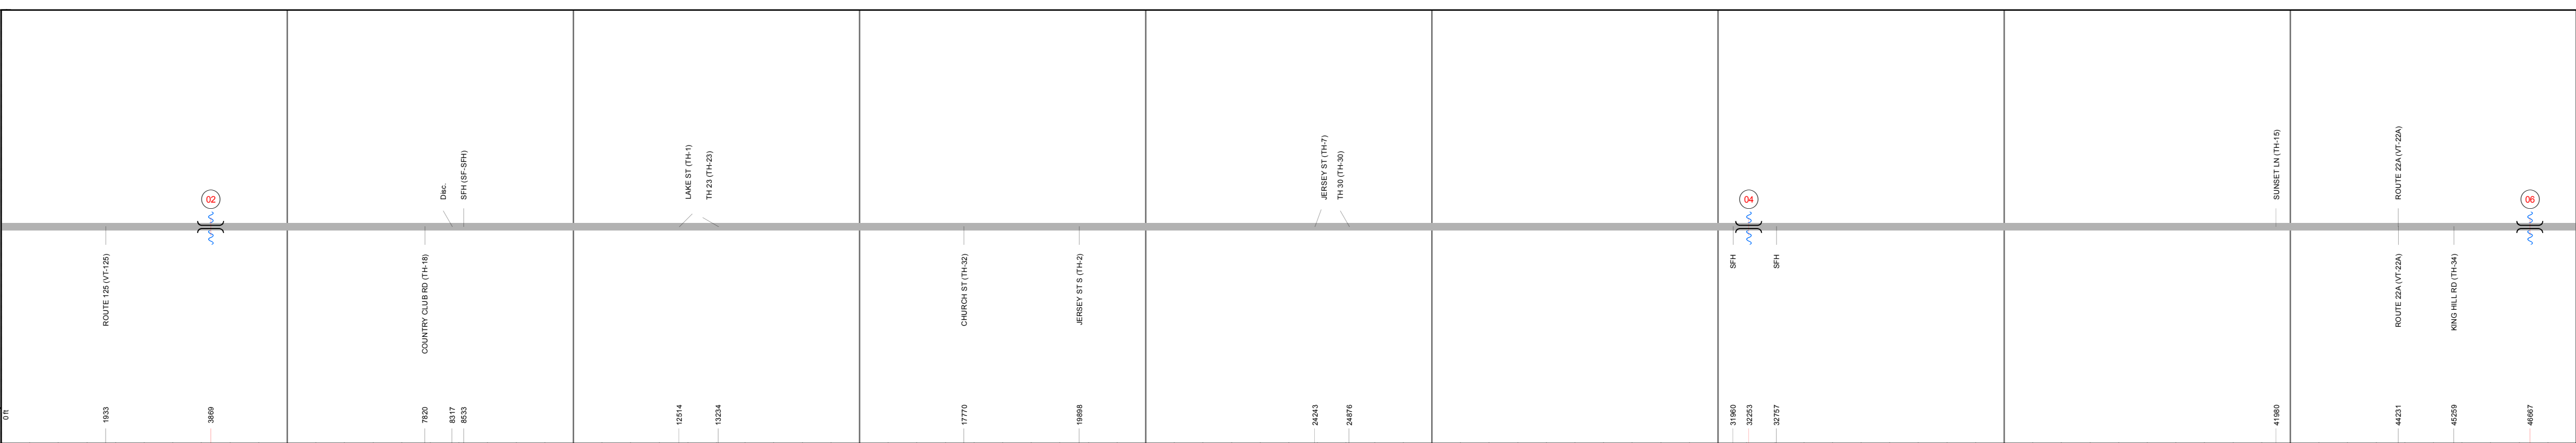 Disc.
SFH (SF-SFH)
LAKE ST (TH-1)
TH 23 (TH-23)
JERSEY ST (TH-7)
TH 30 (TH-30)
SUNSET LN (TH-15)
ROUTE 22A (VT-22A)
02
04
06
ROUTE 125 (VT-125)
COUNTRY CLUB RD (TH-18)
CHURCH ST (TH-32)
JERSEY ST S (TH-2)
SFH
SFH
ROUTE 22A (VT-22A)
KING HILL RD (TH-34)
0 ft
1933
3869
7820
8317
8533
12514
13234
17770
19898
24243
24876
31960
32253
32757
41980
44231
45259
46667